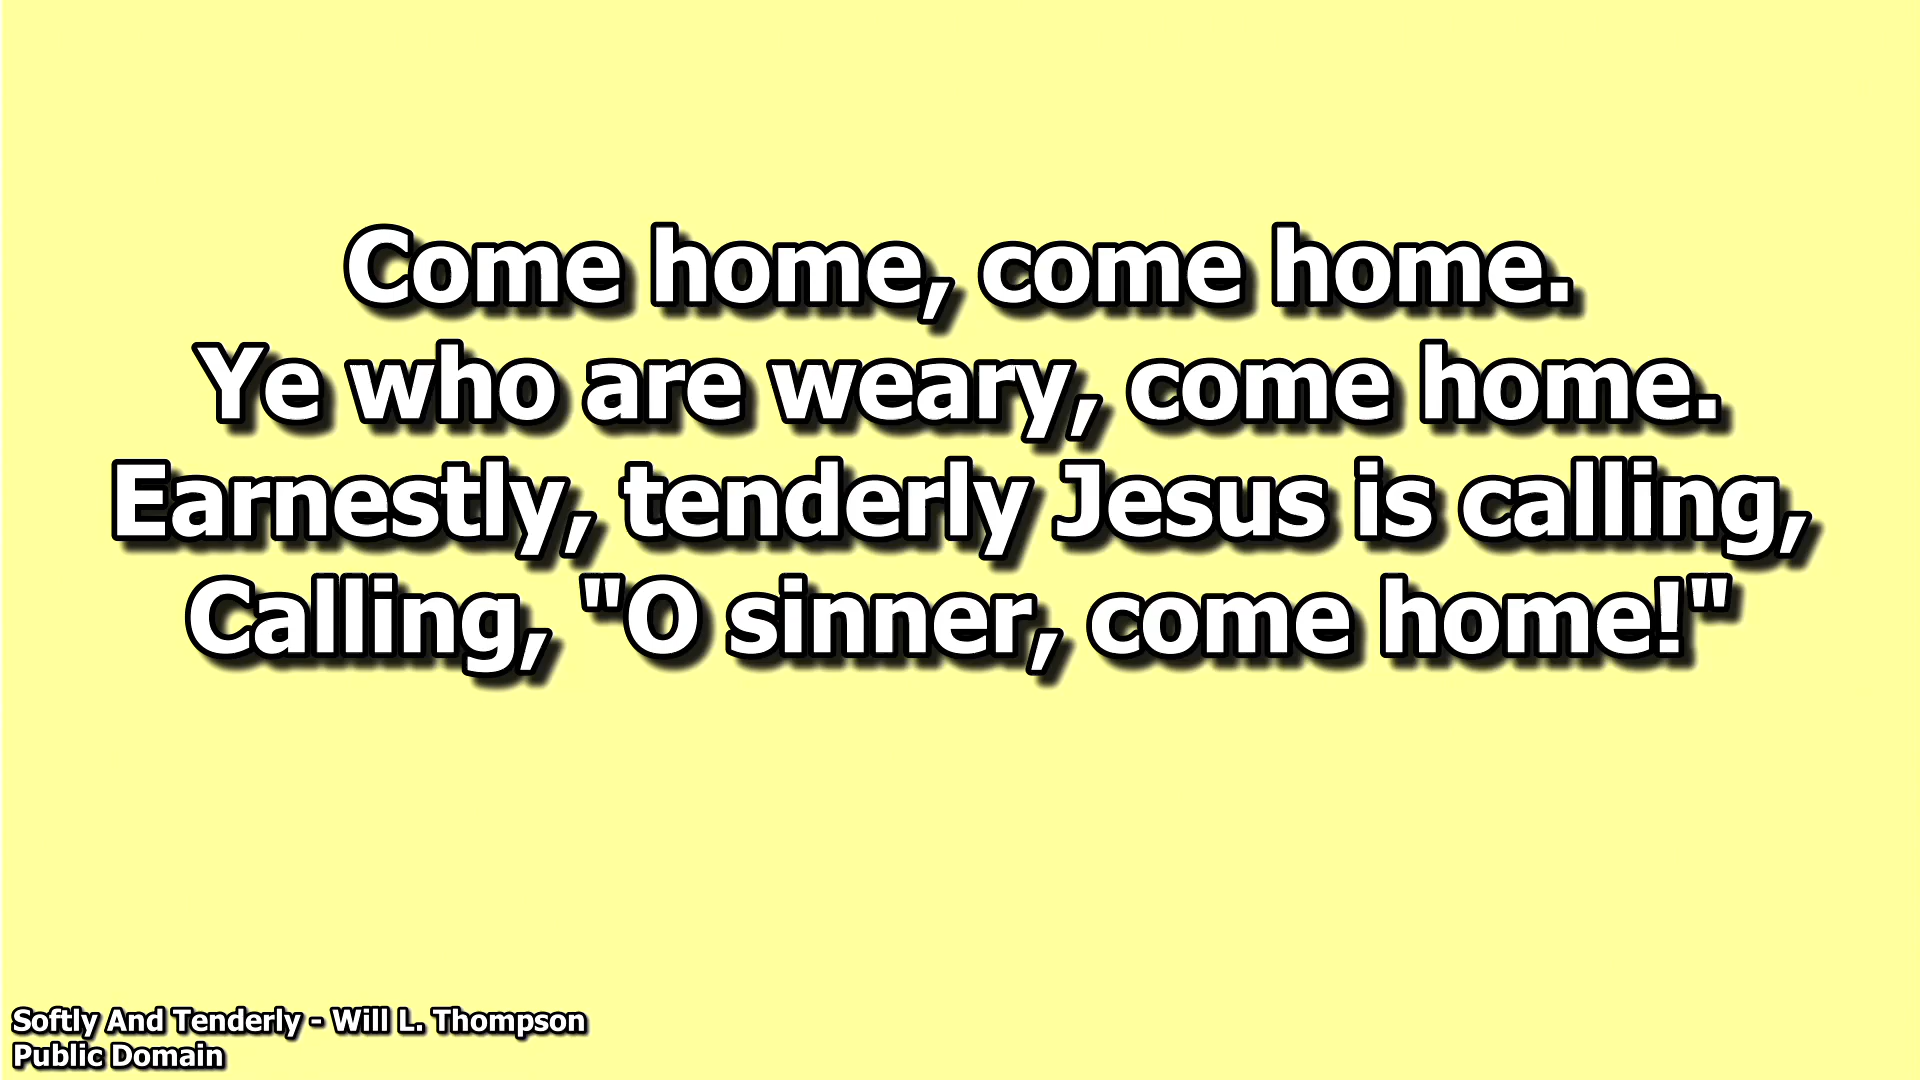 Come home, come home.
Ye who are weary, come home.
Earnestly, tenderly Jesus is calling,
Calling, "O sinner, come home!"
Softly And Tenderly - Will L. Thompson
Public Domain